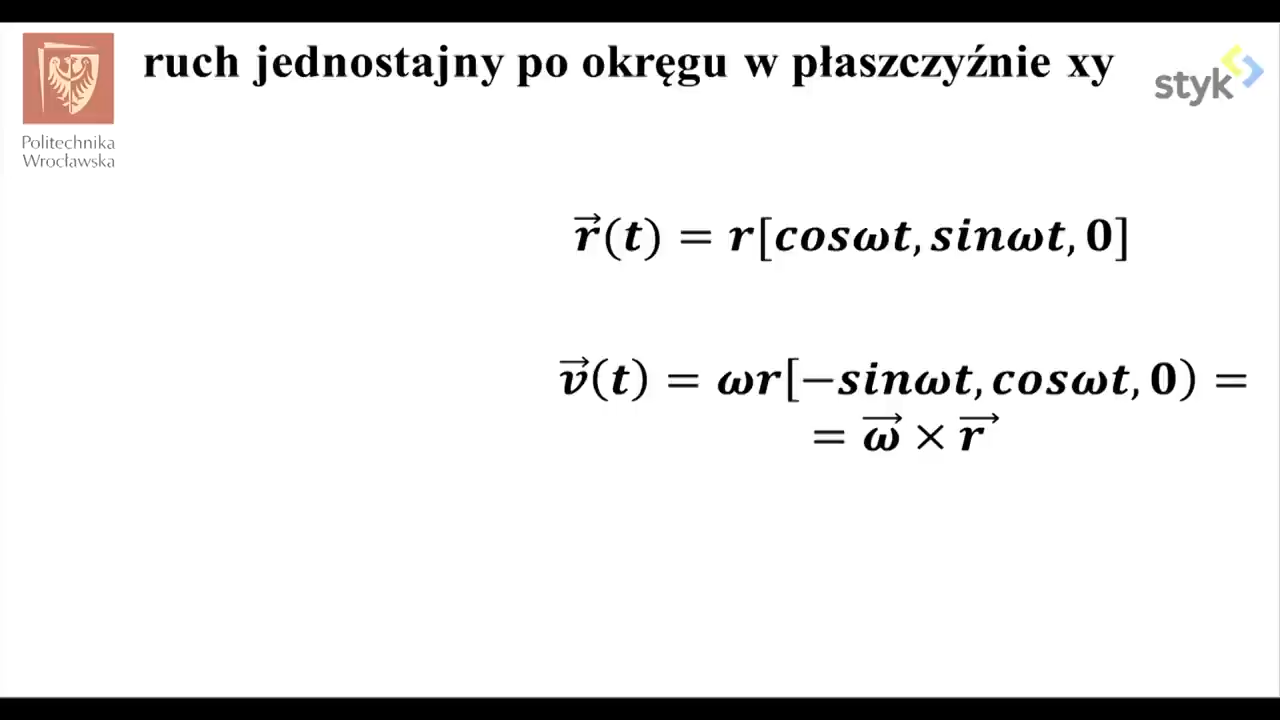 ruch jednostajny po okręgu w płaszczyźnie xy
styk
Politechnika
Wrocławska
r⃗(t) = r[cosωt, sinωt, 0]
v⃗(t) = ωr[−sinωt, cosωt, 0) =
= ω⃗ × r⃗